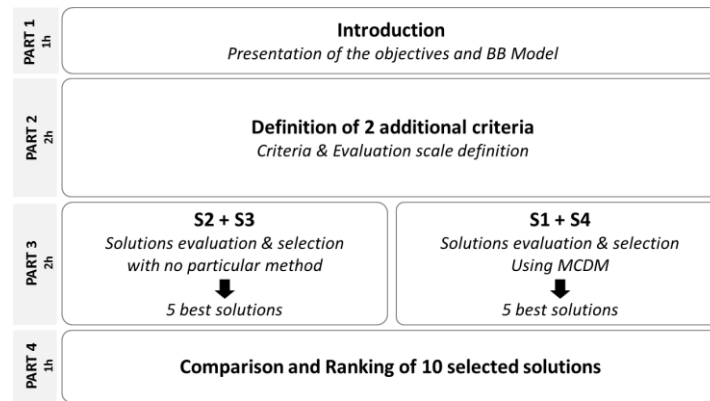 PART 1
1h
Introduction
Presentation of the objectives and BB Model
PART 2
2h
Definition of 2 additional criteria
Criteria & Evaluation scale definition
PART 3
2h
S2 + S3
Solutions evaluation & selection
with no particular method
5 best solutions
S1 + S4
Solutions evaluation & selection
Using MCDM
5 best solutions
PART 4
1h
Comparison and Ranking of 10 selected solutions